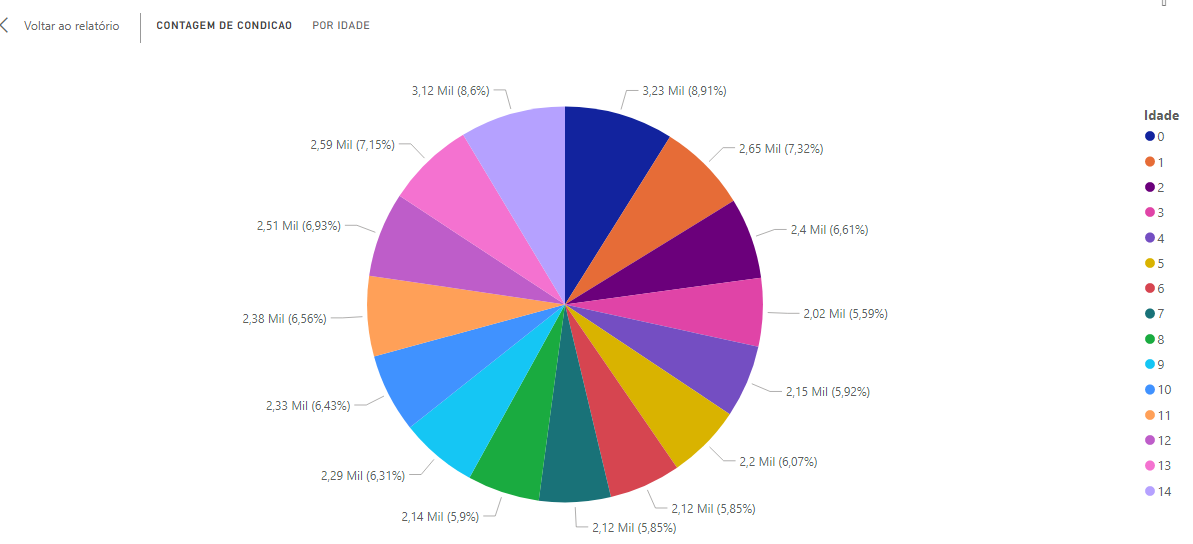 Voltar ao relatório
CONTAGEM DE CONDICAO
POR IDADE
3,12 Mil (8,6%)
3,23 Mil (8,91%)
2,59 Mil (7,15%)
2,65 Mil (7,32%)
2,51 Mil (6,93%)
2,4 Mil (6,61%)
2,38 Mil (6,56%)
2,02 Mil (5,59%)
2,33 Mil (6,43%)
2,15 Mil (5,92%)
2,29 Mil (6,31%)
2,2 Mil (6,07%)
2,14 Mil (5,9%)
2,12 Mil (5,85%)
2,12 Mil (5,85%)
Idade
0
1
2
3
4
5
6
7
8
9
10
11
12
13
14